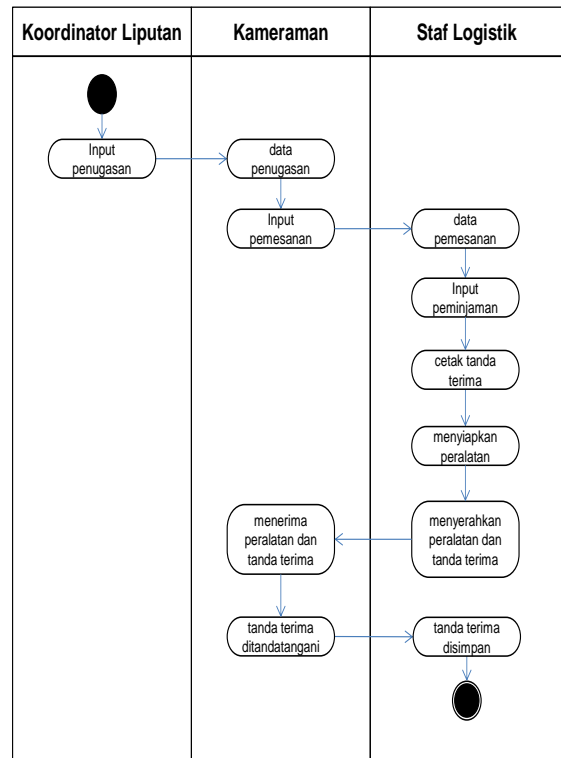 Koordinator Liputan
Kameraman
Staf Logistik
Input
penugasan
data
penugasan
Input
pemesanan
data
pemesanan
Input
peminjaman
cetak tanda
terima
menyiapkan
peralatan
menyerahkan
peralatan dan
tanda terima
menerima
peralatan dan
tanda terima
tanda terima
ditandatangani
tanda terima
disimpan